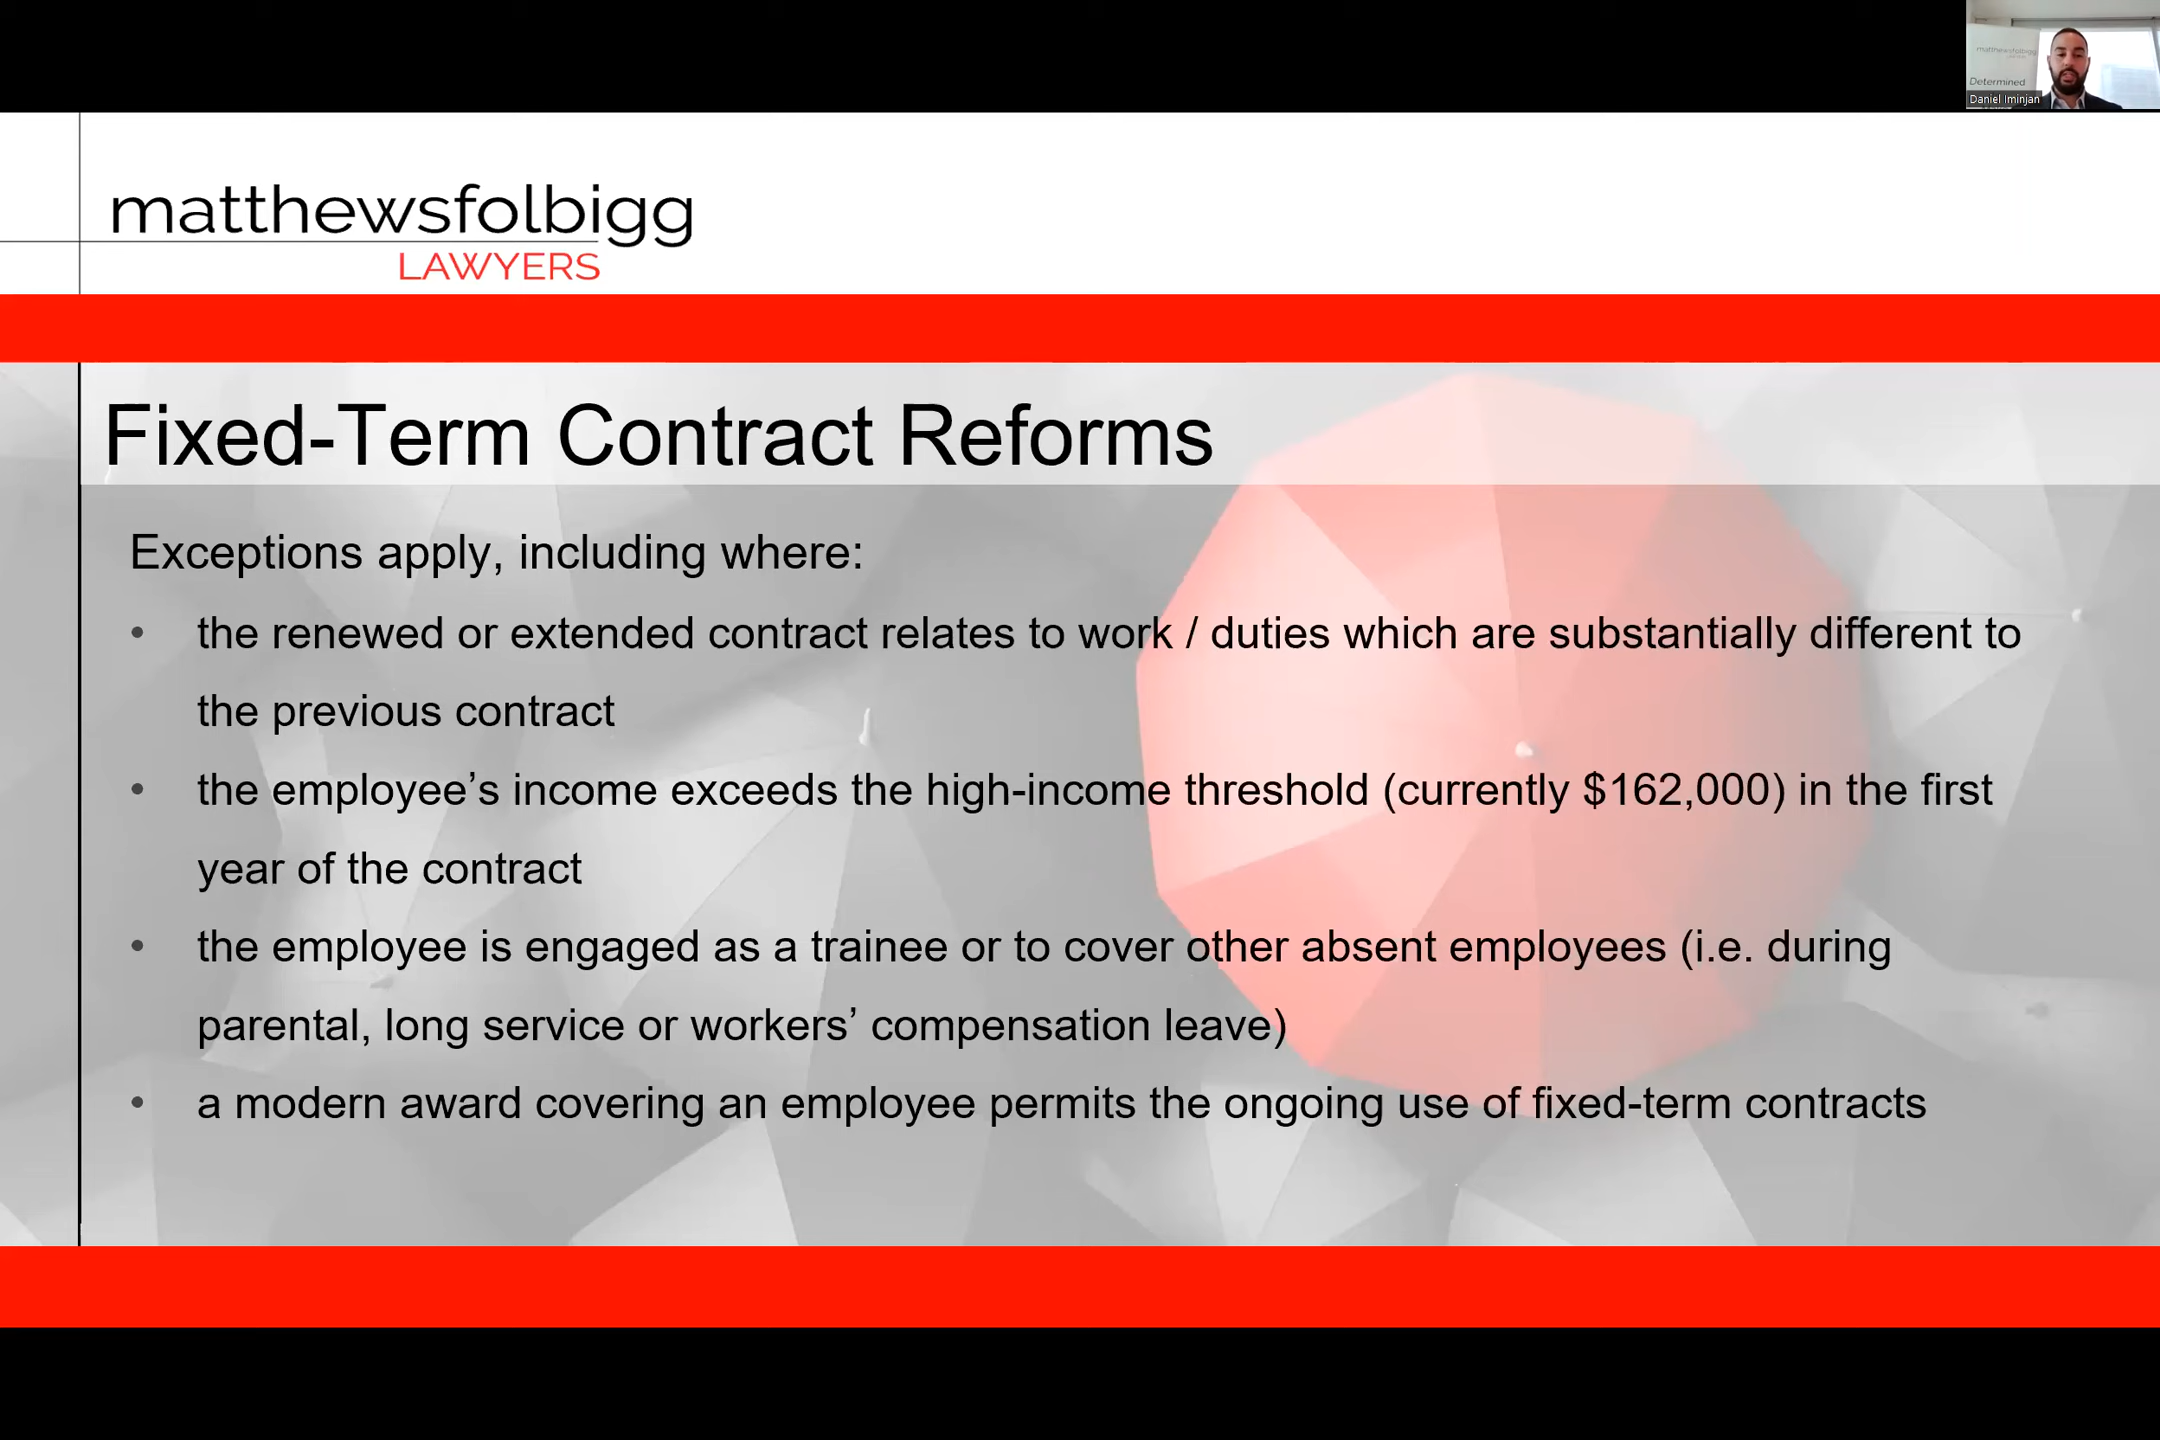 matthewsfolbigg
Determined
Daniel Iminjan
matthewsfolbigg
LAWYERS
Fixed-Term Contract Reforms
Exceptions apply, including where:
• the renewed or extended contract relates to work / duties which are substantially different to
the previous contract
• the employee’s income exceeds the high-income threshold (currently $162,000) in the first
year of the contract
• the employee is engaged as a trainee or to cover other absent employees (i.e. during
parental, long service or workers’ compensation leave)
• a modern award covering an employee permits the ongoing use of fixed-term contracts